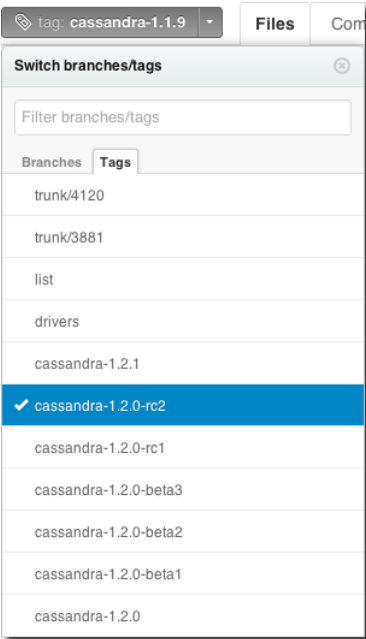 tag: cassandra-1.1.9 Files Com
Switch branches/tags
Filter branches/tags
Branches Tags
trunk/4120
trunk/3881
list
drivers
cassandra-1.2.1
cassandra-1.2.0-rc2
cassandra-1.2.0-rc1
cassandra-1.2.0-beta3
cassandra-1.2.0-beta2
cassandra-1.2.0-beta1
cassandra-1.2.0